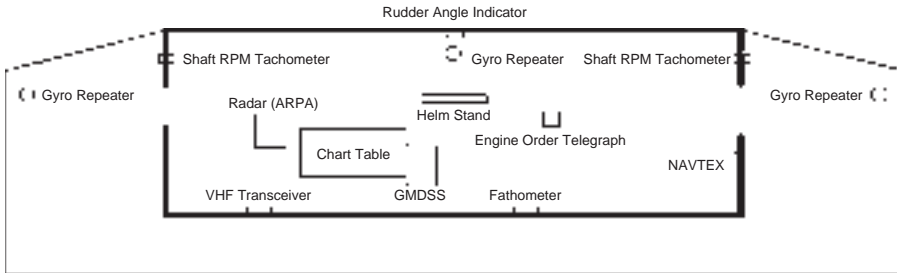 Rudder Angle Indicator
Shaft RPM Tachometer
Gyro Repeater
Shaft RPM Tachometer
Gyro Repeater
Radar (ARPA)
Gyro Repeater
Helm Stand
Engine Order Telegraph
Chart Table
NAVTEX
VHF Transceiver
GMDSS
Fathometer